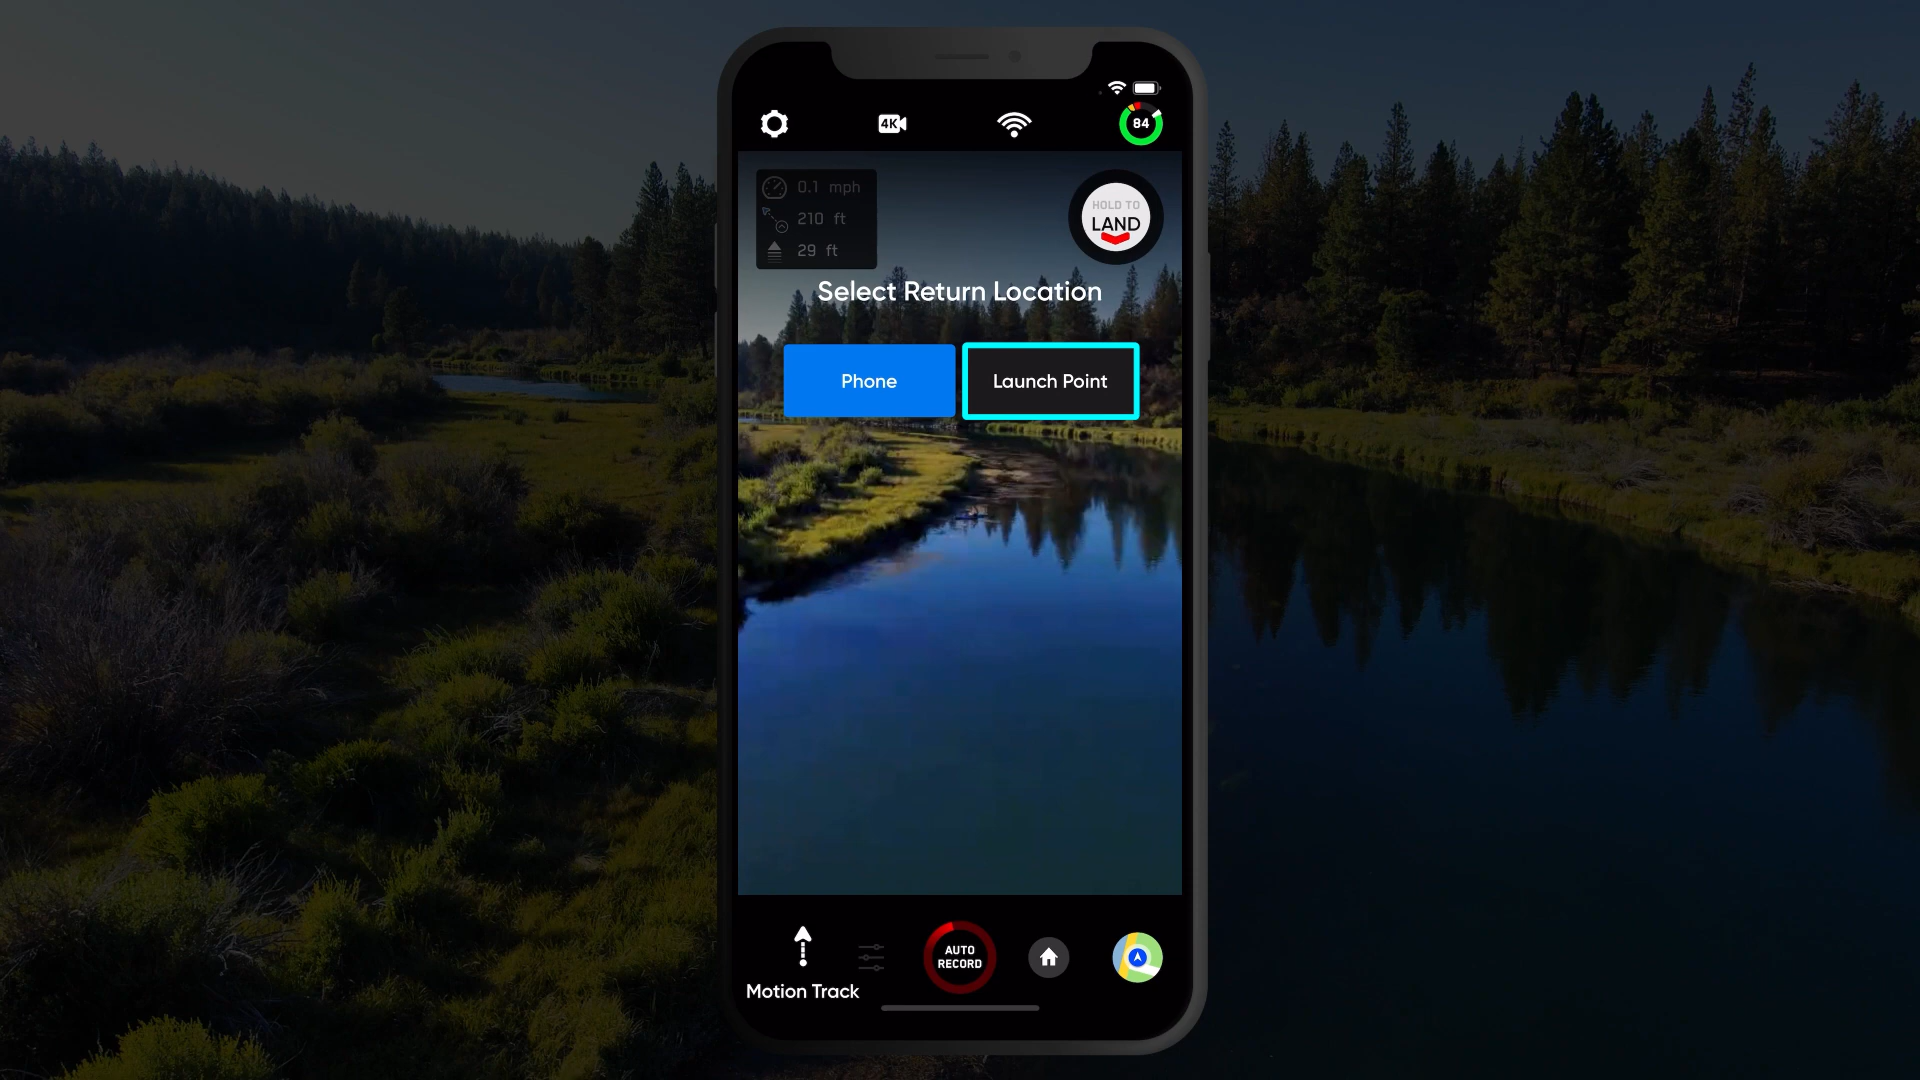 4K
84
0.1 mph
210 ft
29 ft
HOLD TO
LAND
Select Return Location
Phone
Launch Point
AUTO
RECORD
Motion Track